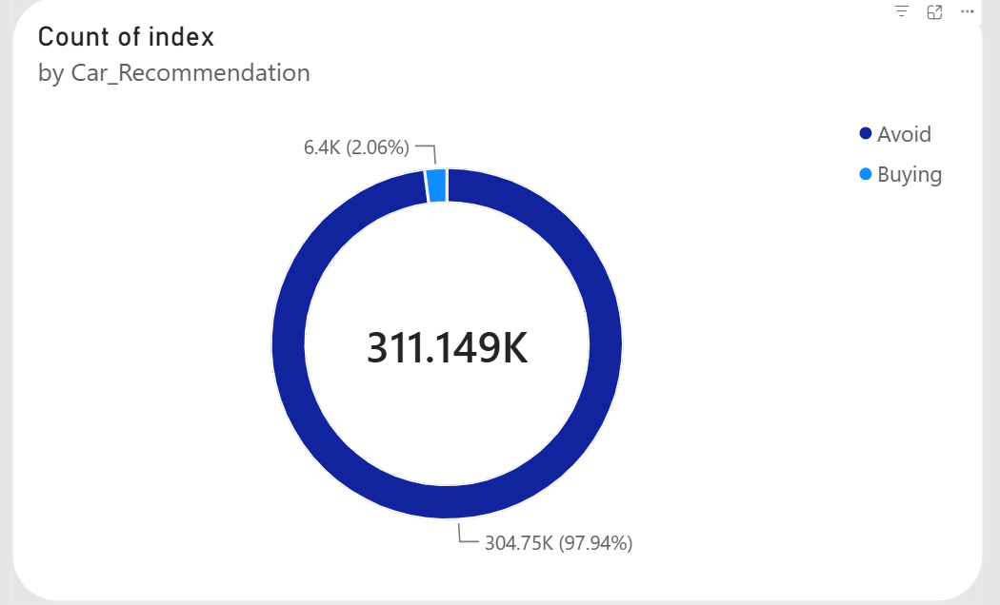 Count of index
by Car_Recommendation
Avoid
Buying
6.4K (2.06%)
311.149K
304.75K (97.94%)